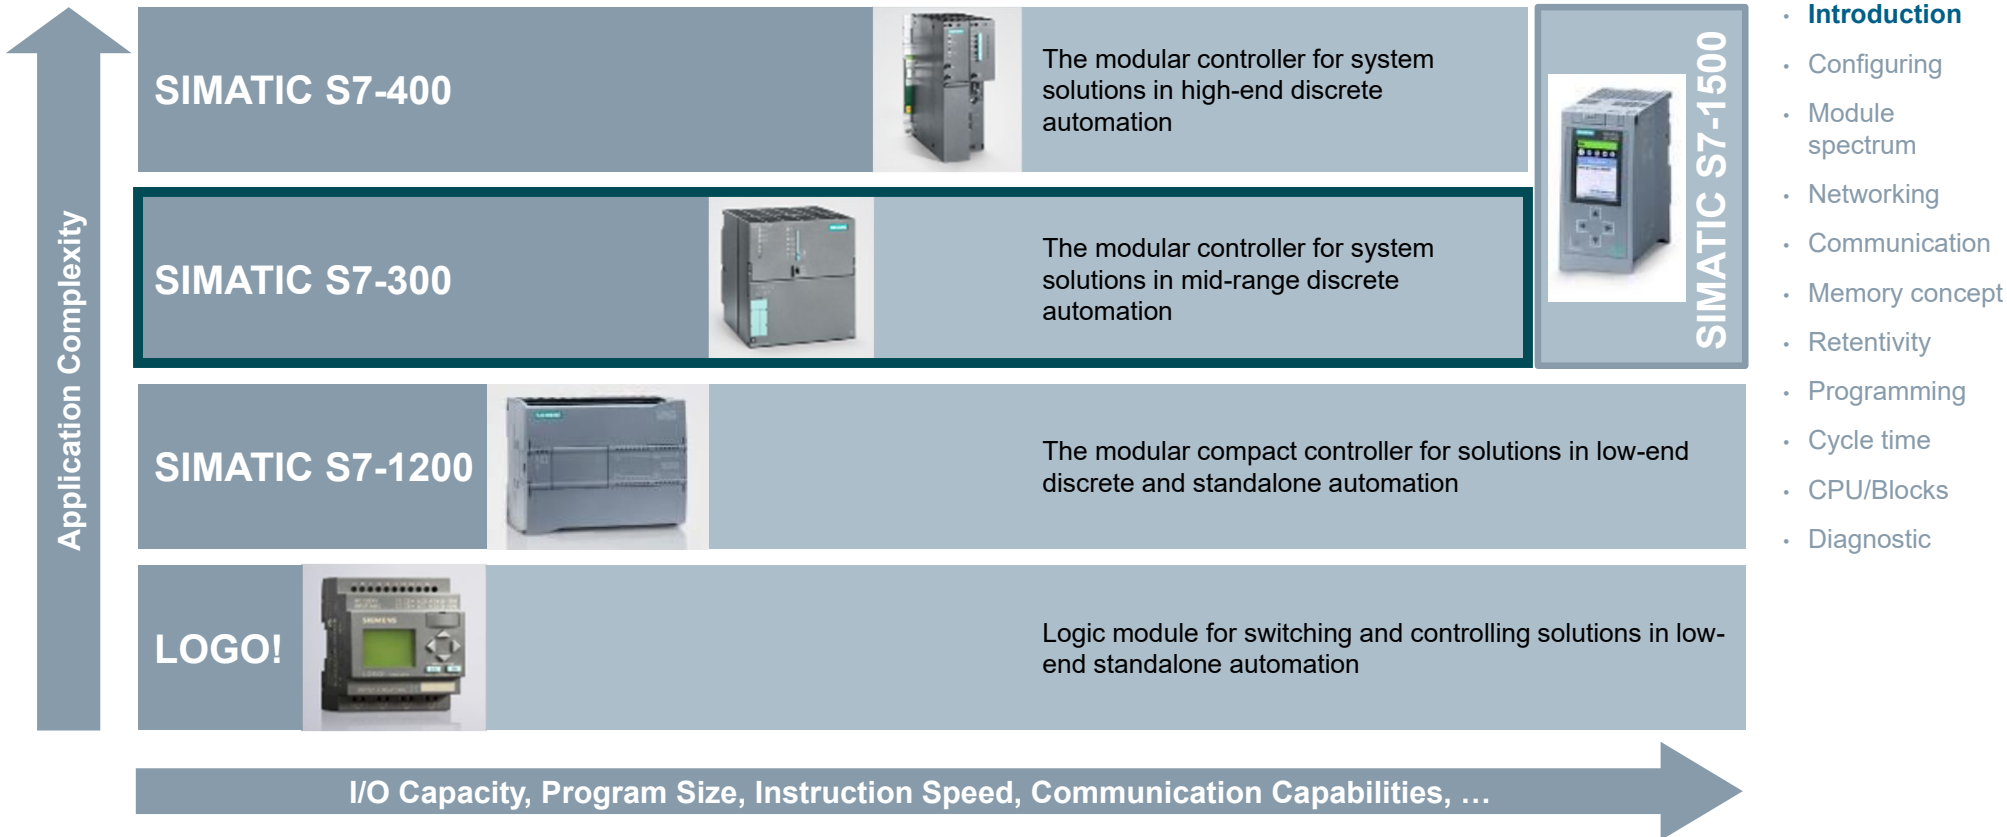 Application Complexity
SIMATIC S7-400
The modular controller for system
solutions in high-end discrete
automation
SIMATIC S7-300
The modular controller for system
solutions in mid-range discrete
automation
SIMATIC S7-1500
SIMATIC S7-1200
The modular compact controller for solutions in low-end
discrete and standalone automation
LOGO!
SIEMENS
Logic module for switching and controlling solutions in low-
end standalone automation
I/O Capacity, Program Size, Instruction Speed, Communication Capabilities, …
• Introduction
• Configuring
• Module
spectrum
• Networking
• Communication
• Memory concept
• Retentivity
• Programming
• Cycle time
• CPU/Blocks
• Diagnostic